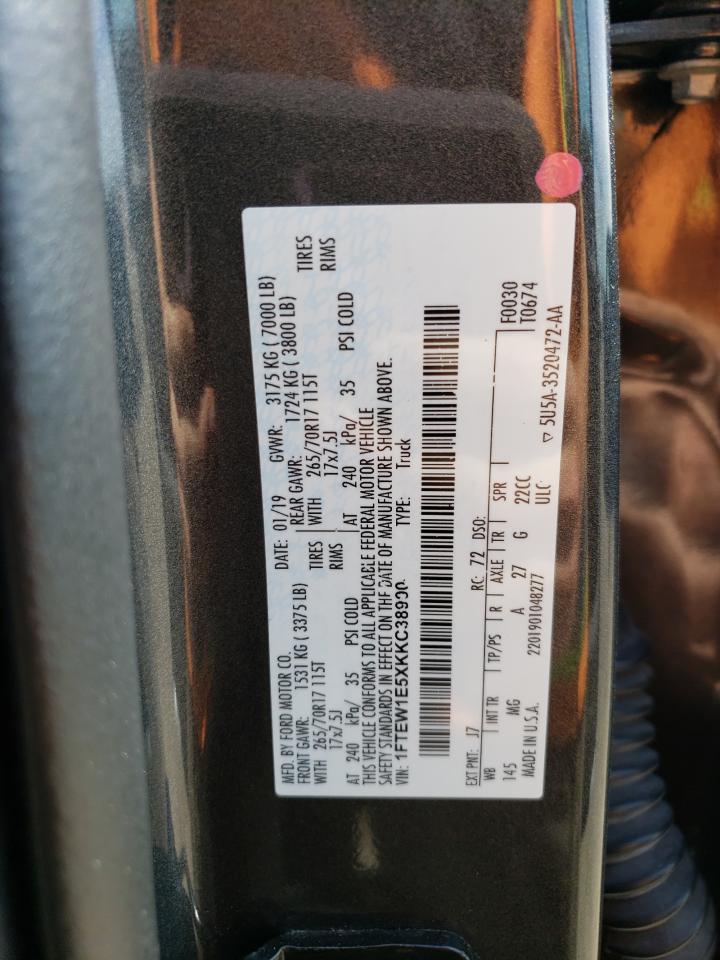 MFD. BY FORD MOTOR CO. DATE: 01/19 GVWR: 3175 KG ( 7000 LB)
FRONT GAWR: 1531 KG ( 3375 LB) REAR GAWR: 1724 KG ( 3800 LB)
WITH 265/70R17 115T TIRES WITH 265/70R17 115T TIRES
17x7.5J RIMS 17x7.5J RIMS
AT 240 kPa/ 35 PSI COLD AT 240 kPa/ 35 PSI COLD
THIS VEHICLE CONFORMS TO ALL APPLICABLE FEDERAL MOTOR VEHICLE
SAFETY STANDARDS IN EFFECT ON THE DATE OF MANUFACTURE SHOWN ABOVE.
VIN: TYPE: Truck
EXT PNT: J7 RC: 72 DSO:
WB INT TR TP/PS R AXLE TR SPR F0030
145 MG A 27 G 22CC T0674
ULC
MADE IN U.S.A. 2201901048277 ▽ 5U5A-3520472-AA